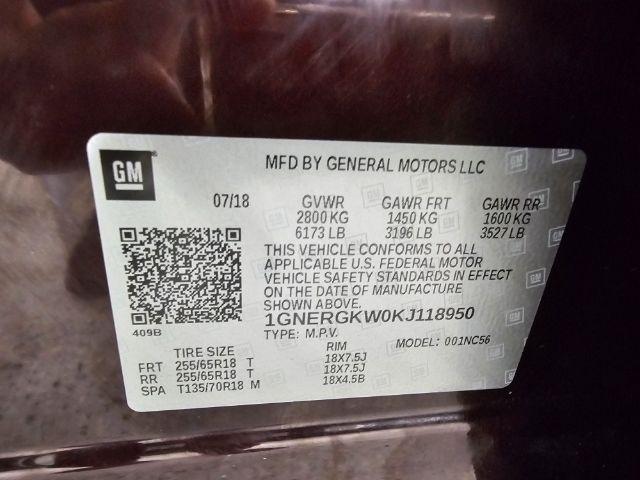 GM
MFD BY GENERAL MOTORS LLC
07/18 GVWR GAWR FRT GAWR RR
2800 KG 1450 KG 1600 KG
6173 LB 3196 LB 3527 LB
THIS VEHICLE CONFORMS TO ALL
APPLICABLE U.S. FEDERAL MOTOR
VEHICLE SAFETY STANDARDS IN EFFECT
ON THE DATE OF MANUFACTURE
SHOWN ABOVE.
409B
1GNERGKW0KJ118950
TYPE: M.P.V. MODEL: 001NC56
TIRE SIZE RIM
FRT 255/65R18 T 18X7.5J
RR 255/65R18 T 18X7.5J
SPA T135/70R18 M 18X4.5B